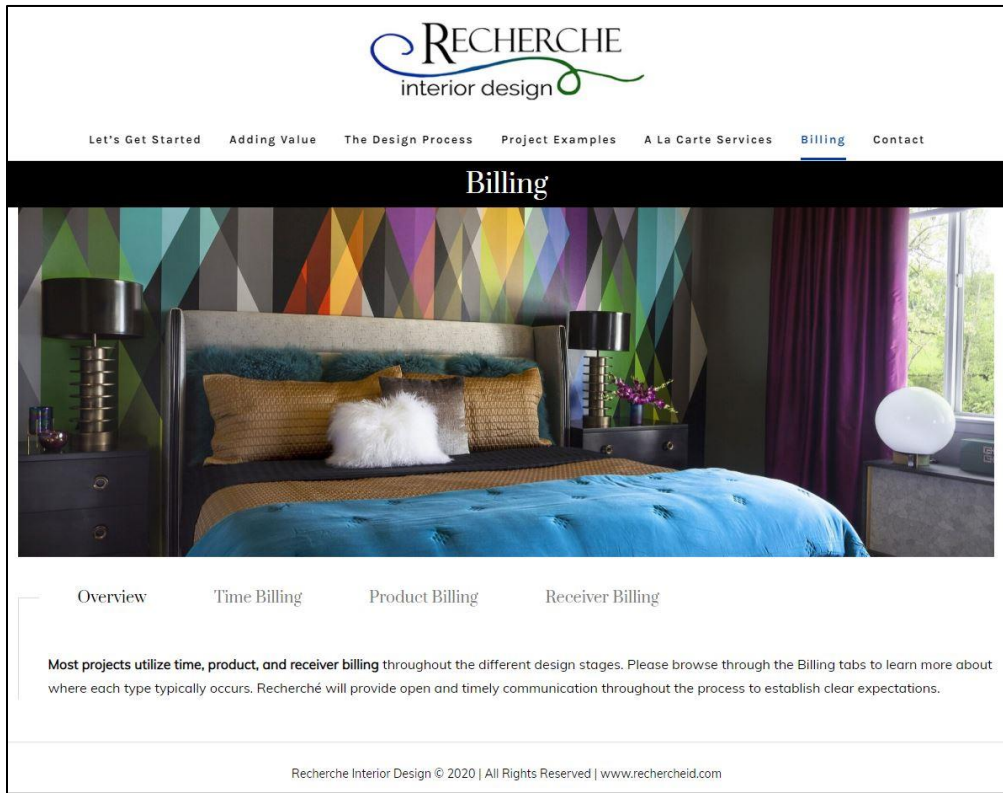 RECHERCHE
interior design
Let's Get Started Adding Value The Design Process Project Examples A La Carte Services Billing Contact
Billing
Overview Time Billing Product Billing Receiver Billing
Most projects utilize time, product, and receiver billing throughout the different design stages. Please browse through the Billing tabs to learn more about
where each type typically occurs. Recherché will provide open and timely communication throughout the process to establish clear expectations.
Recherche Interior Design © 2020 | All Rights Reserved | www.rechercheid.com